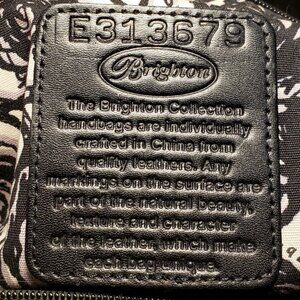 E313679
Brighton
The Brighton Collection
handbags are individually
crafted in China from
quality leathers. Any
markings on the surface are
part of the natural beauty,
texture and character
of the leather, which make
each bag unique.